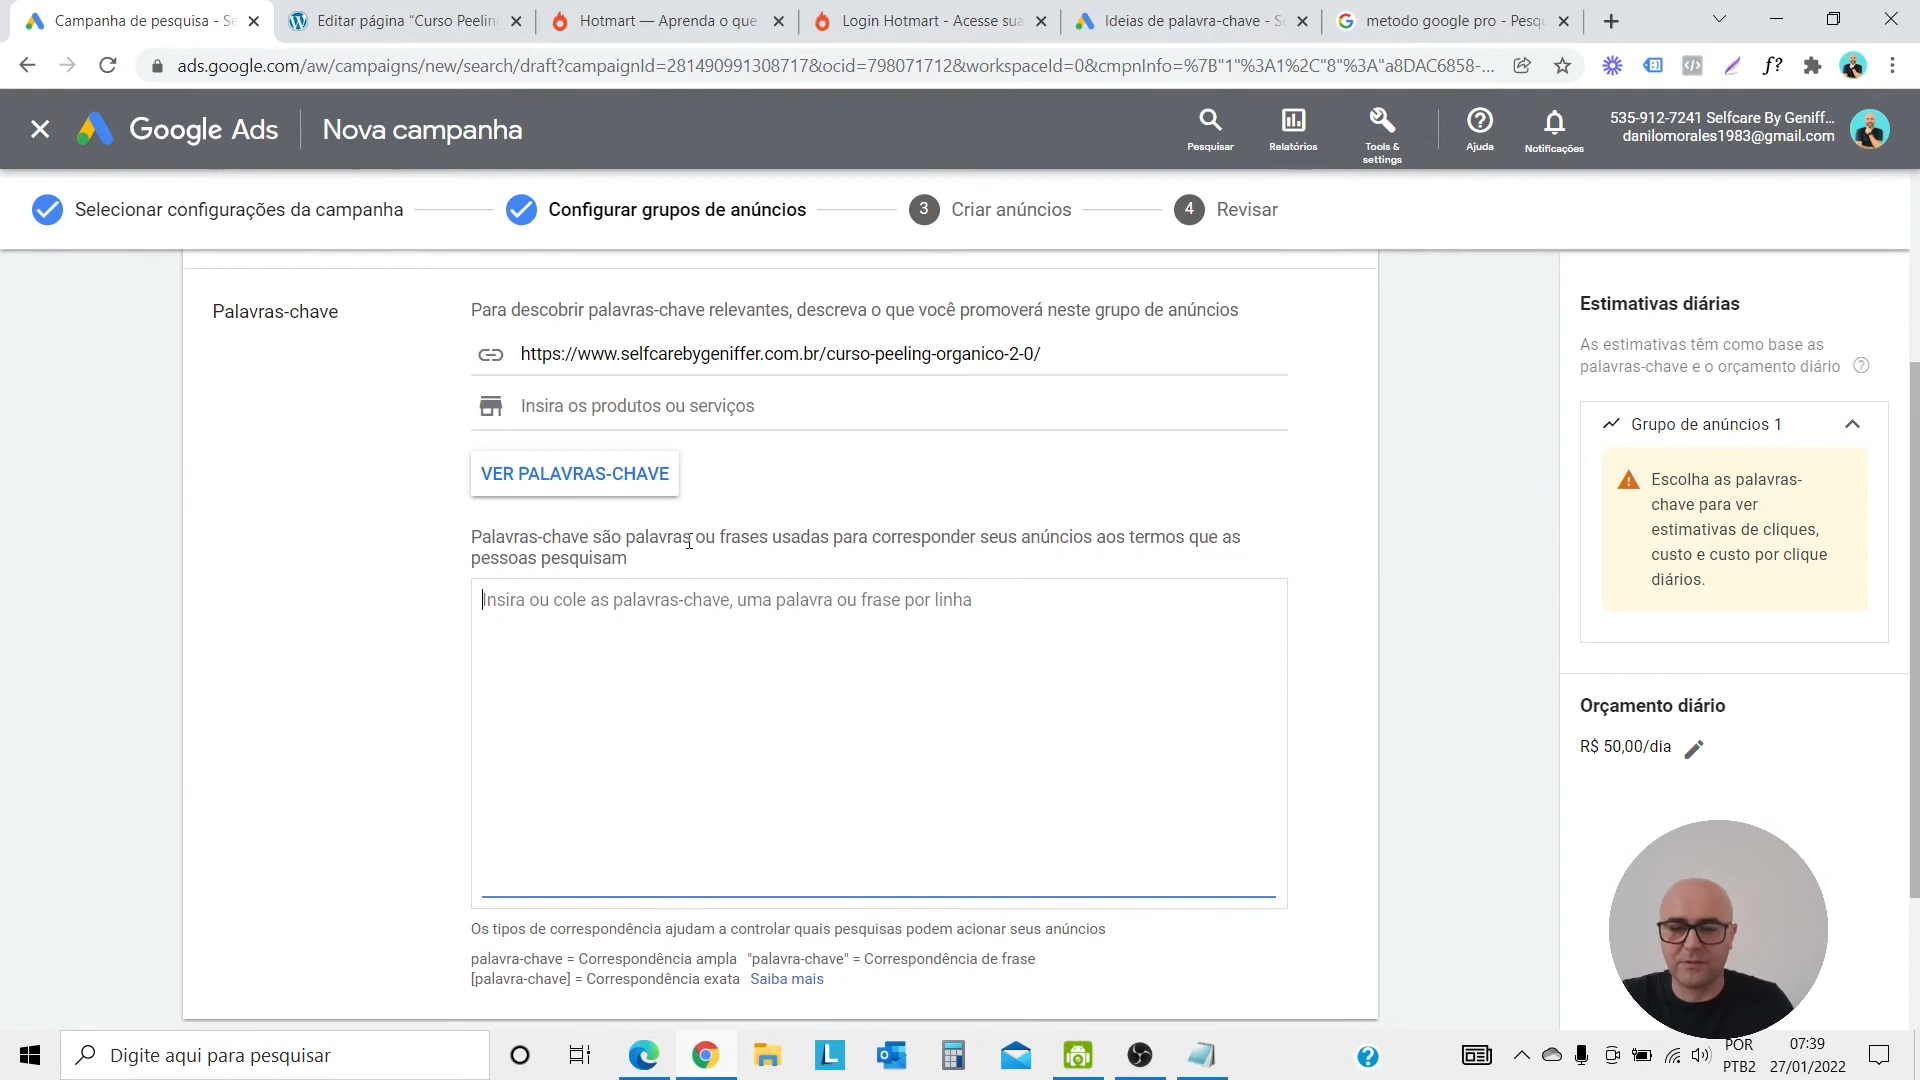 Campanha de pesquisa - Se
Editar página “Curso Peelin
Hotmart — Aprenda o que
Login Hotmart - Acesse sua
Ideias de palavra-chave - S
metodo google pro - Pesqu
ads.google.com/aw/campaigns/new/search/draft?campaignId=281490991308717&ocid=798071712&workspaceId=0&cmpnInfo=%7B"1"%3A1%2C"8"%3A"a8DAC6858-...
f?
Google Ads
Nova campanha
Pesquisar
Relatórios
Tools &
settings
Ajuda
Notificações
535-912-7241 Selfcare By Geniff...
danilomorales1983@gmail.com
Selecionar configurações da campanha
Configurar grupos de anúncios
3 Criar anúncios
4 Revisar
Palavras-chave
Para descobrir palavras-chave relevantes, descreva o que você promoverá neste grupo de anúncios
https://www.selfcarebygeniffer.com.br/curso-peeling-organico-2-0/
Insira os produtos ou serviços
VER PALAVRAS-CHAVE
Palavras-chave são palavras ou frases usadas para corresponder seus anúncios aos termos que as
pessoas pesquisam
Insira ou cole as palavras-chave, uma palavra ou frase por linha
Os tipos de correspondência ajudam a controlar quais pesquisas podem acionar seus anúncios
palavra-chave = Correspondência ampla "palavra-chave" = Correspondência de frase
[palavra-chave] = Correspondência exata Saiba mais
Estimativas diárias
As estimativas têm como base as
palavras-chave e o orçamento diário
Grupo de anúncios 1
Escolha as palavras-
chave para ver
estimativas de cliques,
custo e custo por clique
diários.
Orçamento diário
R$ 50,00/dia
Digite aqui para pesquisar
L
POR
PTB2
07:39
27/01/2022